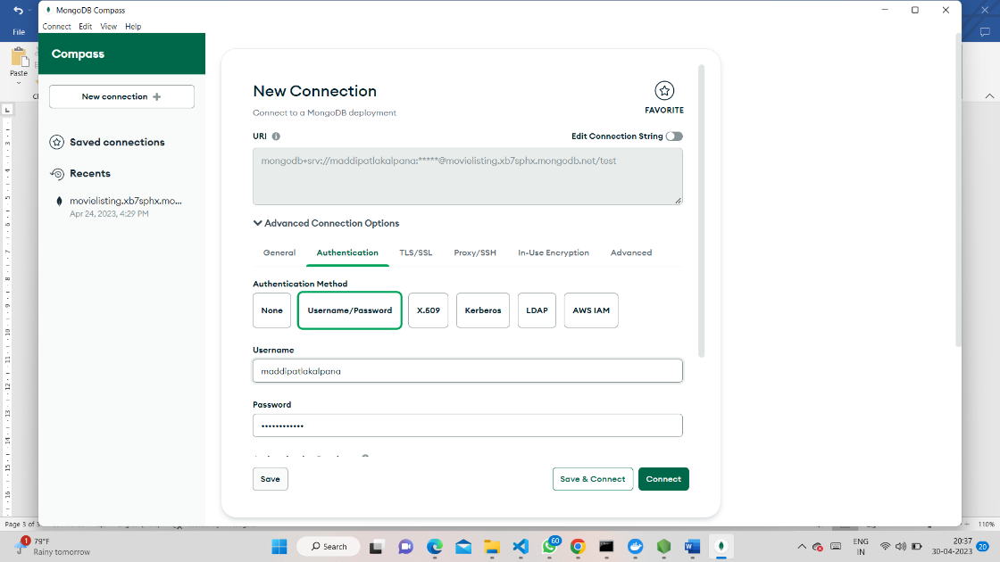 MongoDB Compass
Connect Edit View Help
File
Paste
Compass
New connection
Saved connections
Recents
movielisting.xb7sphx.mo...
Apr 24, 2023, 4:29 PM
New Connection
FAVORITE
Connect to a MongoDB deployment
URI
Edit Connection String
mongodb+srv://maddipatlakalpana:*****@movielisting.xb7sphx.mongodb.net/test
Advanced Connection Options
General Authentication TLS/SSL Proxy/SSH In-Use Encryption Advanced
Authentication Method
None Username/Password X.509 Kerberos LDAP AWS IAM
Username
maddipatlakalpana
Password
••••••••••••
Save Save & Connect Connect
Page 3 of 3
110%
1
79°F
Rainy tomorrow
Search
60
ENG
IN
20:37
30-04-2023
20